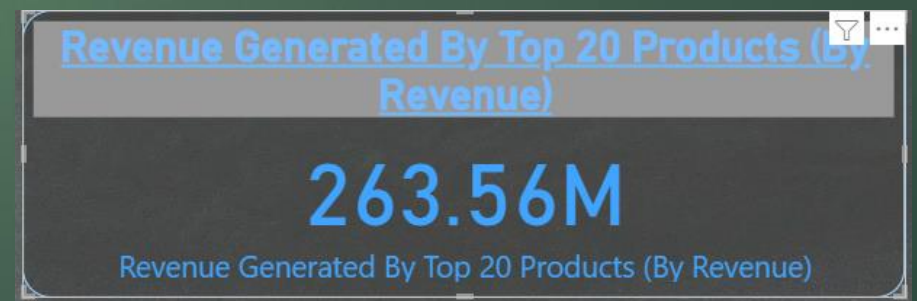 Revenue Generated By Top 20 Products (By
Revenue)
263.56M
Revenue Generated By Top 20 Products (By Revenue)